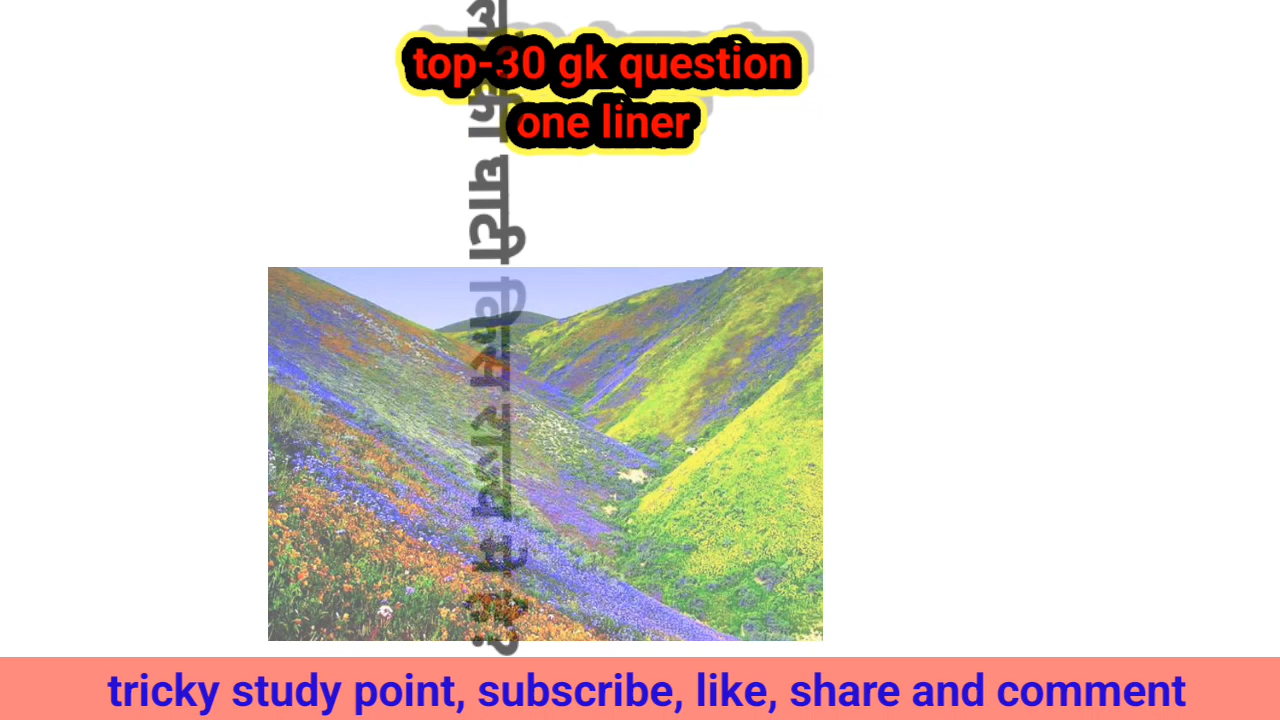 top-30 gk question
one liner
की घाटी किस राज्य में है?
tricky study point, subscribe, like, share and comment